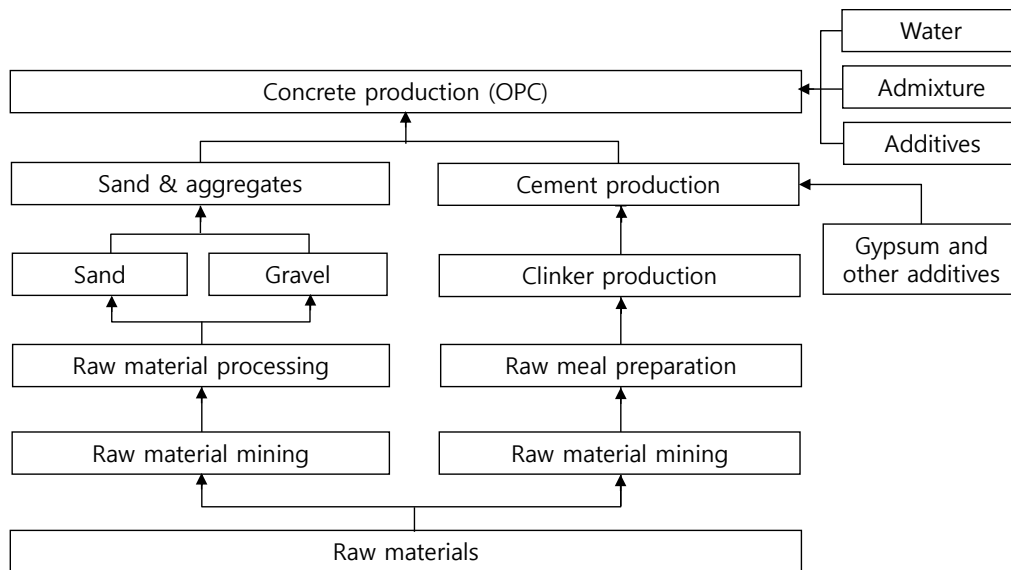 Water
Concrete production (OPC)
Admixture
Additives
Sand & aggregates
Cement production
Gypsum and
other additives
Sand
Gravel
Clinker production
Raw material processing
Raw meal preparation
Raw material mining
Raw material mining
Raw materials